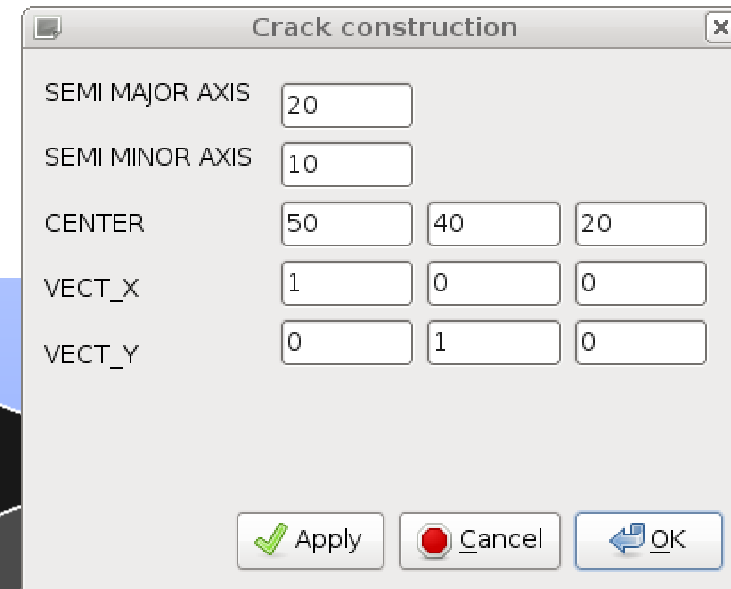 Crack construction
SEMI MAJOR AXIS 20
SEMI MINOR AXIS 10
CENTER 50 40 20
VECT_X 1 0 0
VECT_Y 0 1 0
Apply Cancel OK